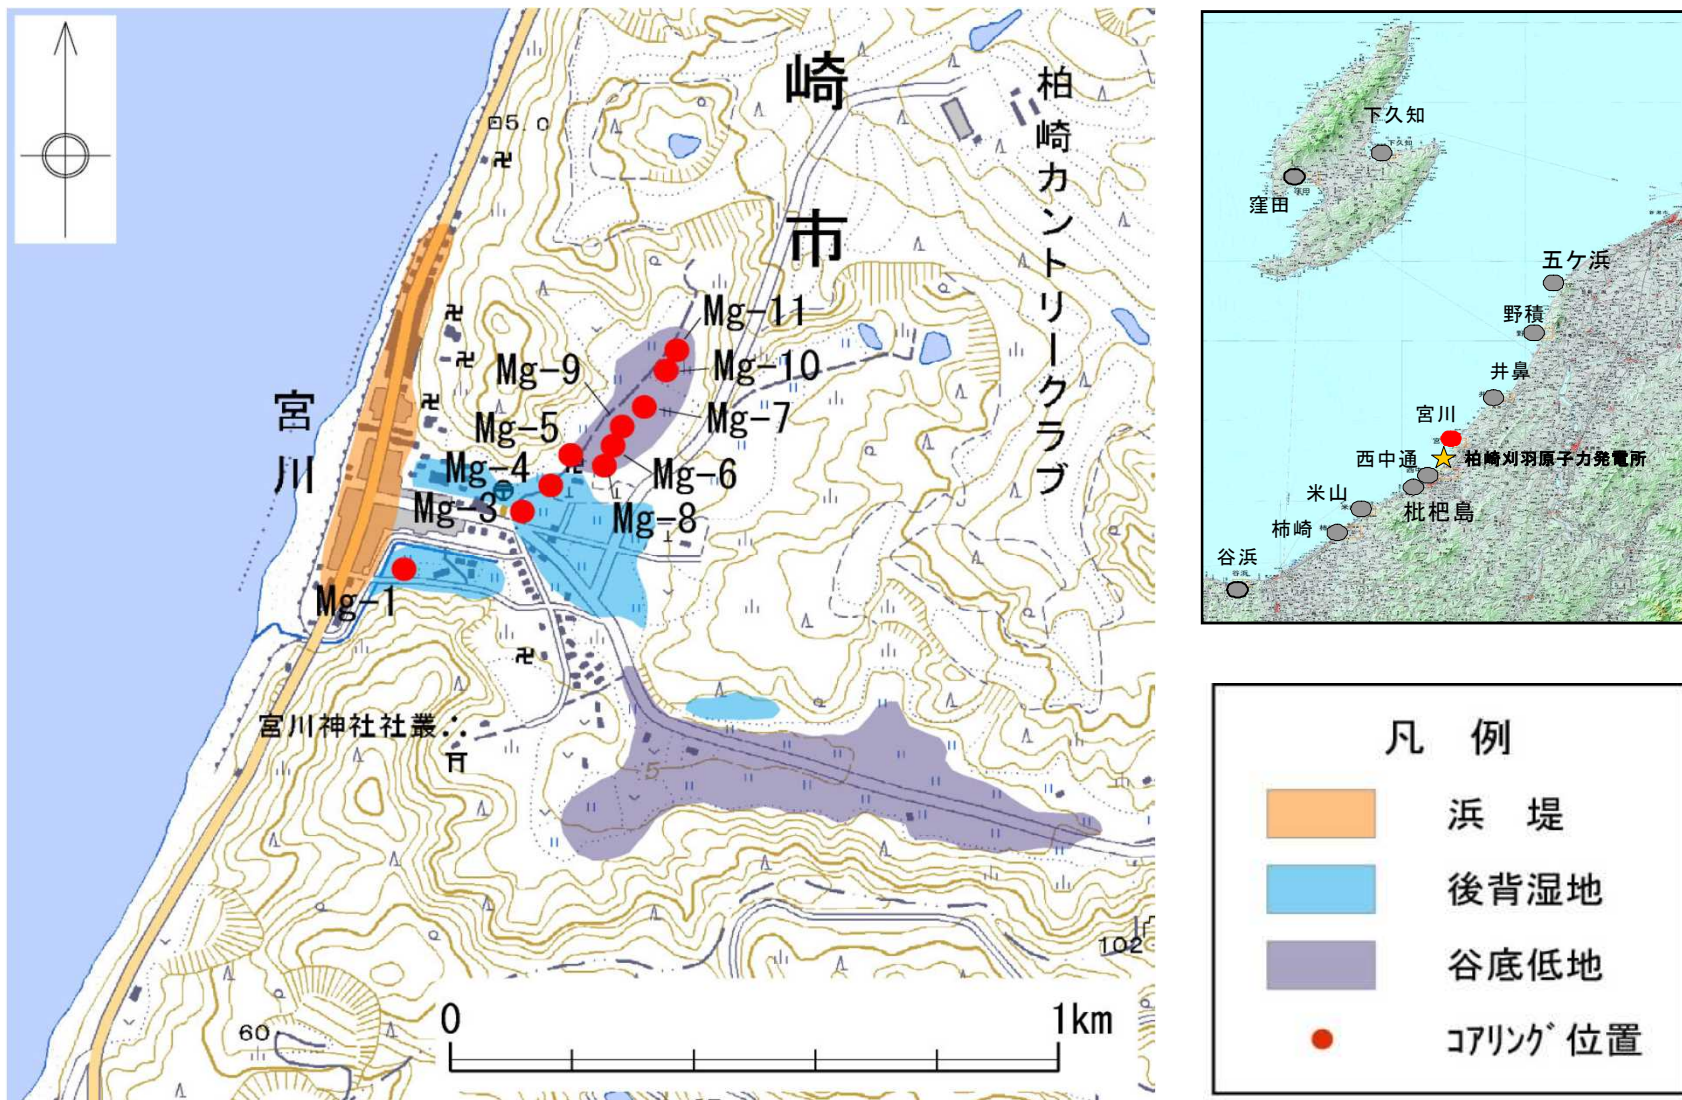 崎
市
柏崎カントリークラブ
5.0
宮川
Mg-11
Mg-10
Mg-9
Mg-7
Mg-5
Mg-6
Mg-4
Mg-8
Mg-3
Mg-1
宮川神社社叢
5
102
60
0 1km
下久知
下久知
窪田
五ケ浜
野積
井鼻
宮川
柏崎刈羽原子力発電所
西中通
枇杷島
米山
柿崎
谷浜
凡 例
浜 堤
後背湿地
谷底低地
コアリング位置